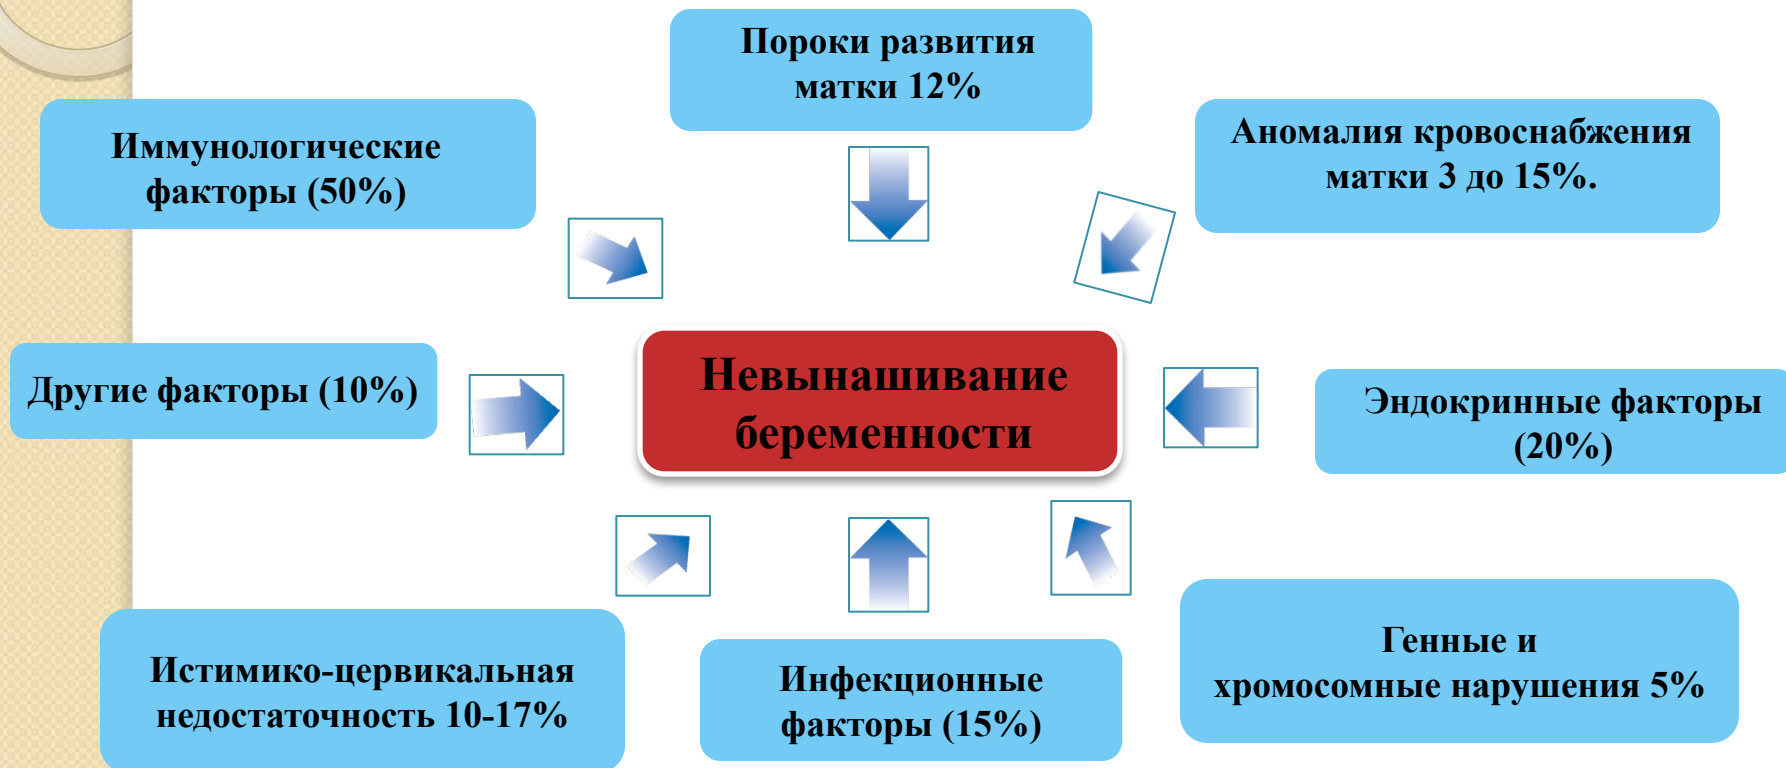 Пороки развития
матки 12%
Иммунологические
факторы (50%)
Аномалия кровоснабжения
матки 3 до 15%.
Другие факторы (10%)
Невынашивание
беременности
Эндокринные факторы
(20%)
Истимико-цервикальная
недостаточность 10-17%
Инфекционные
факторы (15%)
Генные и
хромосомные нарушения 5%